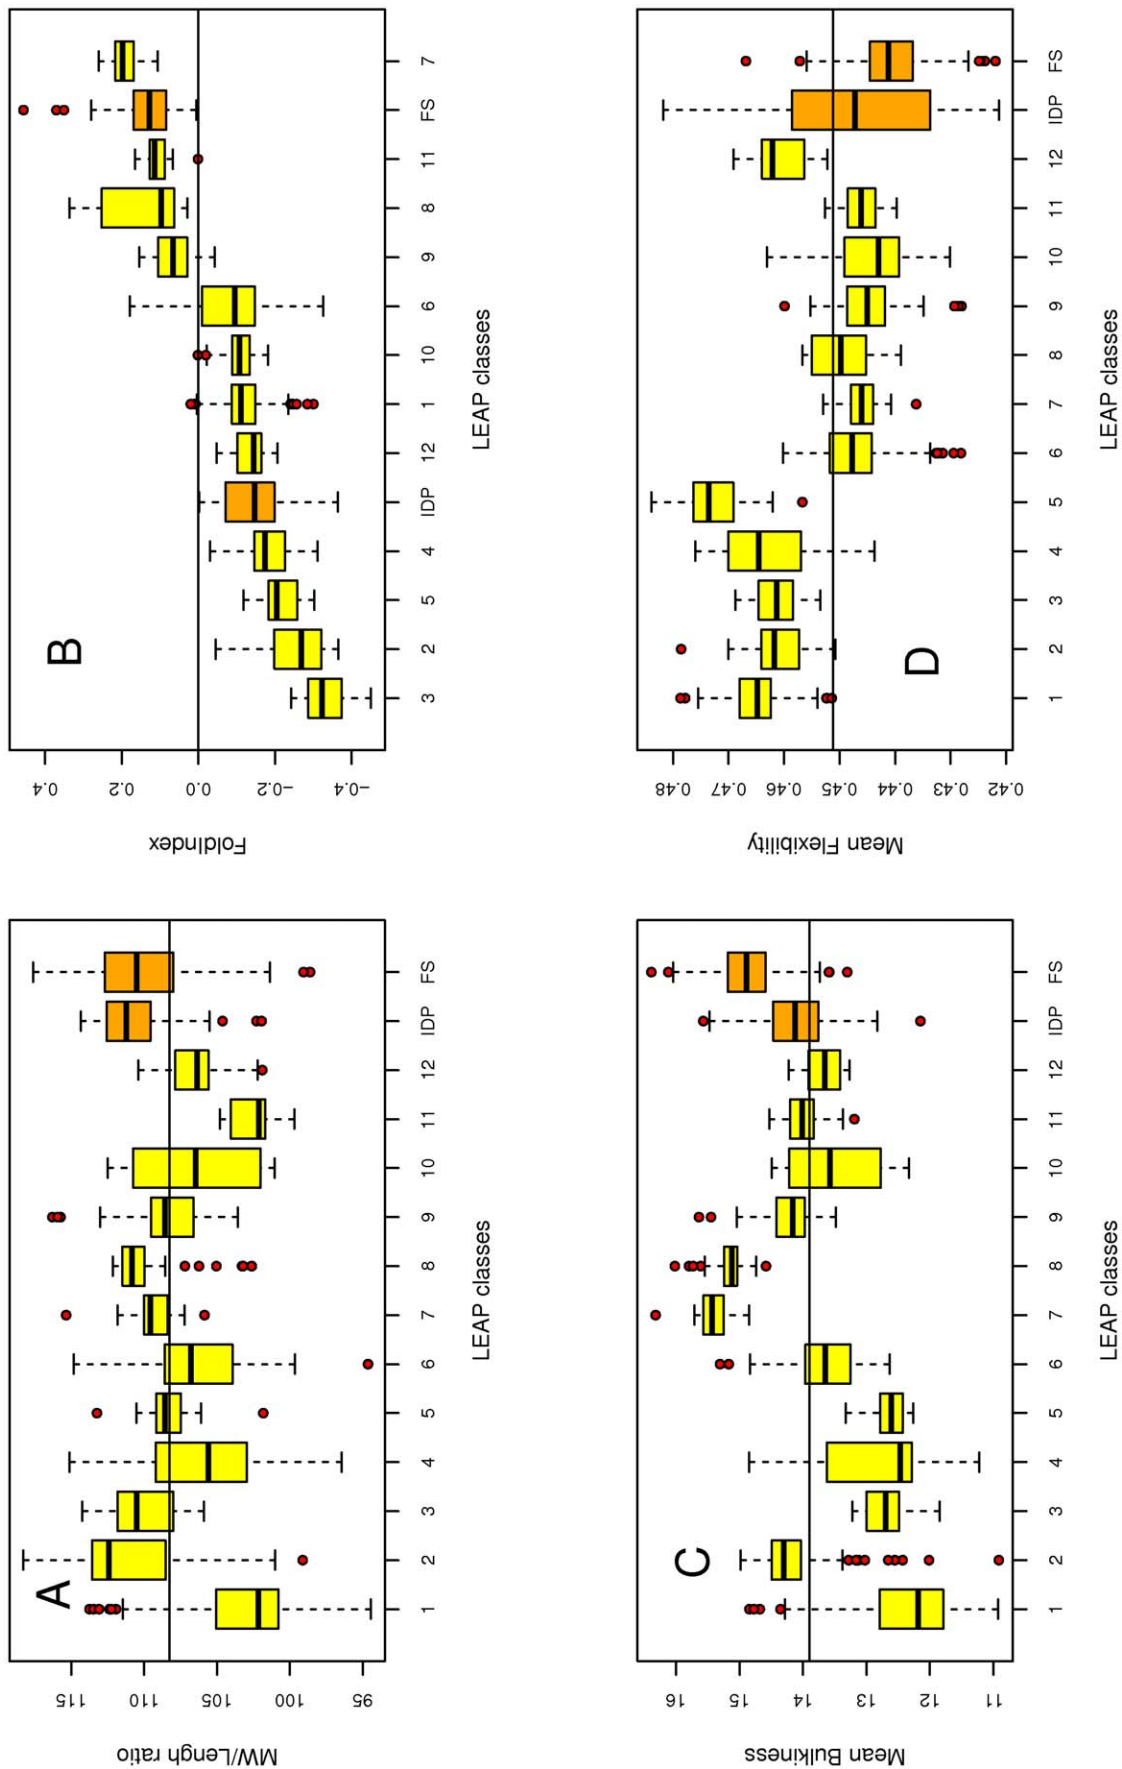 A
MW/Lengh ratio
115
110
105
100
95
1 2 3 4 5 6 7 8 9 10 11 12 IDP FS
LEAP classes
B
FoldIndex
0.4
0.2
0.0
−0.2
−0.4
3 2 5 4 IDP 12 1 10 6 9 8 11 FS 7
LEAP classes
C
Mean Bulkiness
16
15
14
13
12
11
1 2 3 4 5 6 7 8 9 10 11 12 IDP FS
LEAP classes
D
Mean Flexibility
0.48
0.47
0.46
0.45
0.44
0.43
0.42
1 2 3 4 5 6 7 8 9 10 11 12 IDP FS
LEAP classes